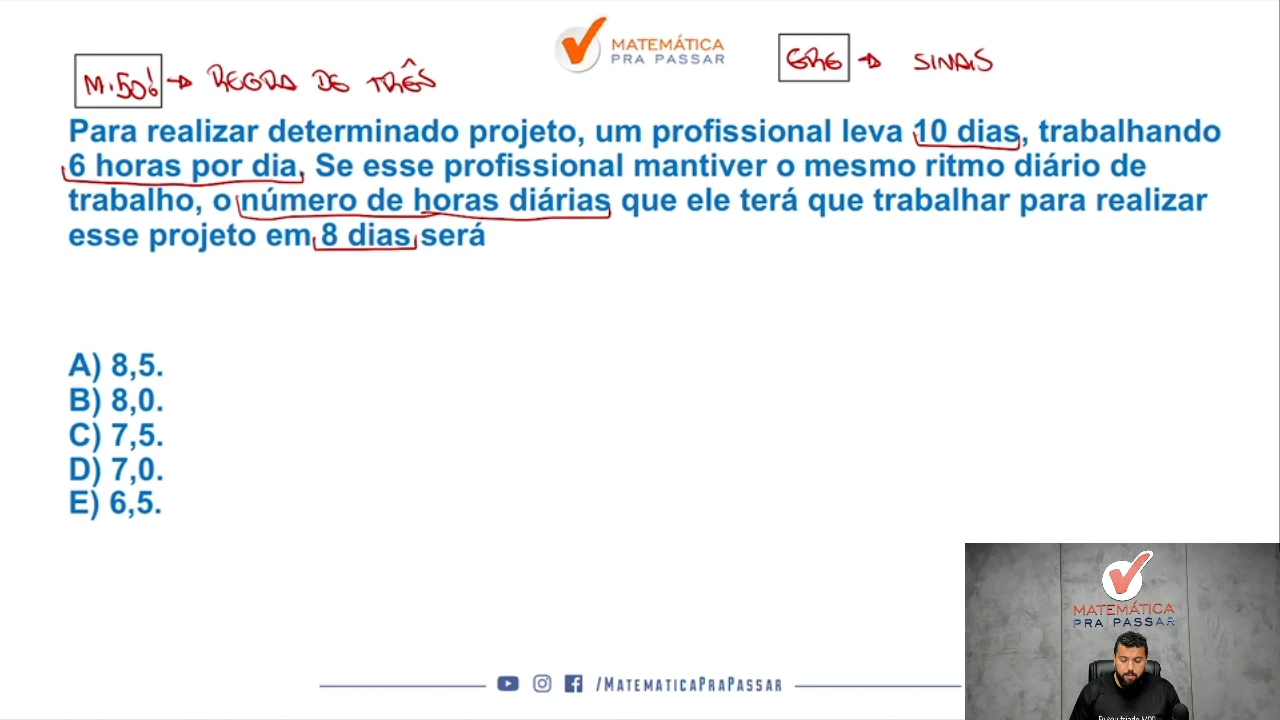 MATEMÁTICA
PRA PASSAR
M.50! → REGRA DE TRÊS
→ SINAIS
Para realizar determinado projeto, um profissional leva 10 dias, trabalhando
6 horas por dia. Se esse profissional mantiver o mesmo ritmo diário de
trabalho, o número de horas diárias que ele terá que trabalhar para realizar
esse projeto em 8 dias será
A) 8,5.
B) 8,0.
C) 7,5.
D) 7,0.
E) 6,5.
MATEMÁTICA
PRA PASSAR
/MATEMATICAPRAPASSAR